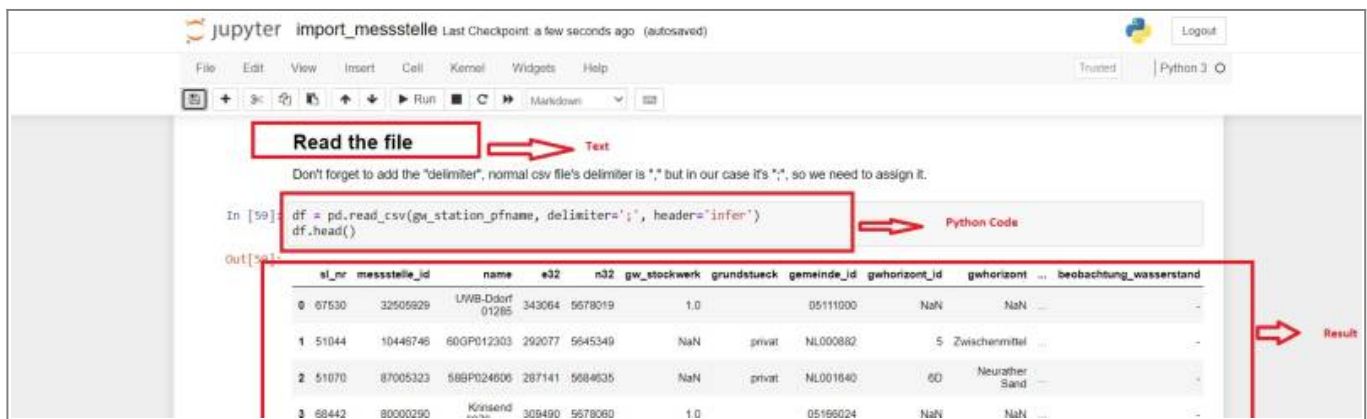 jupyter import_messstelle Last Checkpoint: a few seconds ago (autosaved)
Logout
File Edit View Insert Cell Kernel Widgets Help
Trusted
Python 3
Run
Markdown
Read the file
Text
Don't forget to add the "delimiter", normal csv file's delimiter is "," but in our case it's ";", so we need to assign it.
In [59]: df = pd.read_csv(gw_station_pfname, delimiter=';', header='infer')
df.head()
Python Code
Out[59]:
sl_nr messstelle_id name e32 n32 gw_stockwerk grundstueck gemeinde_id gwhorizont_id gwhorizont ... beobachtung_wasserstand
0 67530 32505929 UWB-Ddorf 01285 343064 5678019 1.0 05111000 NaN NaN ... -
1 51044 10446746 60GP012303 292077 5645349 NaN privat NL000882 5 Zwischenmittel ... -
2 51070 87005323 58BP024606 287141 5684635 NaN privat NL001640 6D Neurather Sand ... -
3 68442 80000290 309490 5678060 1.0 05166024 NaN NaN ... -
Result